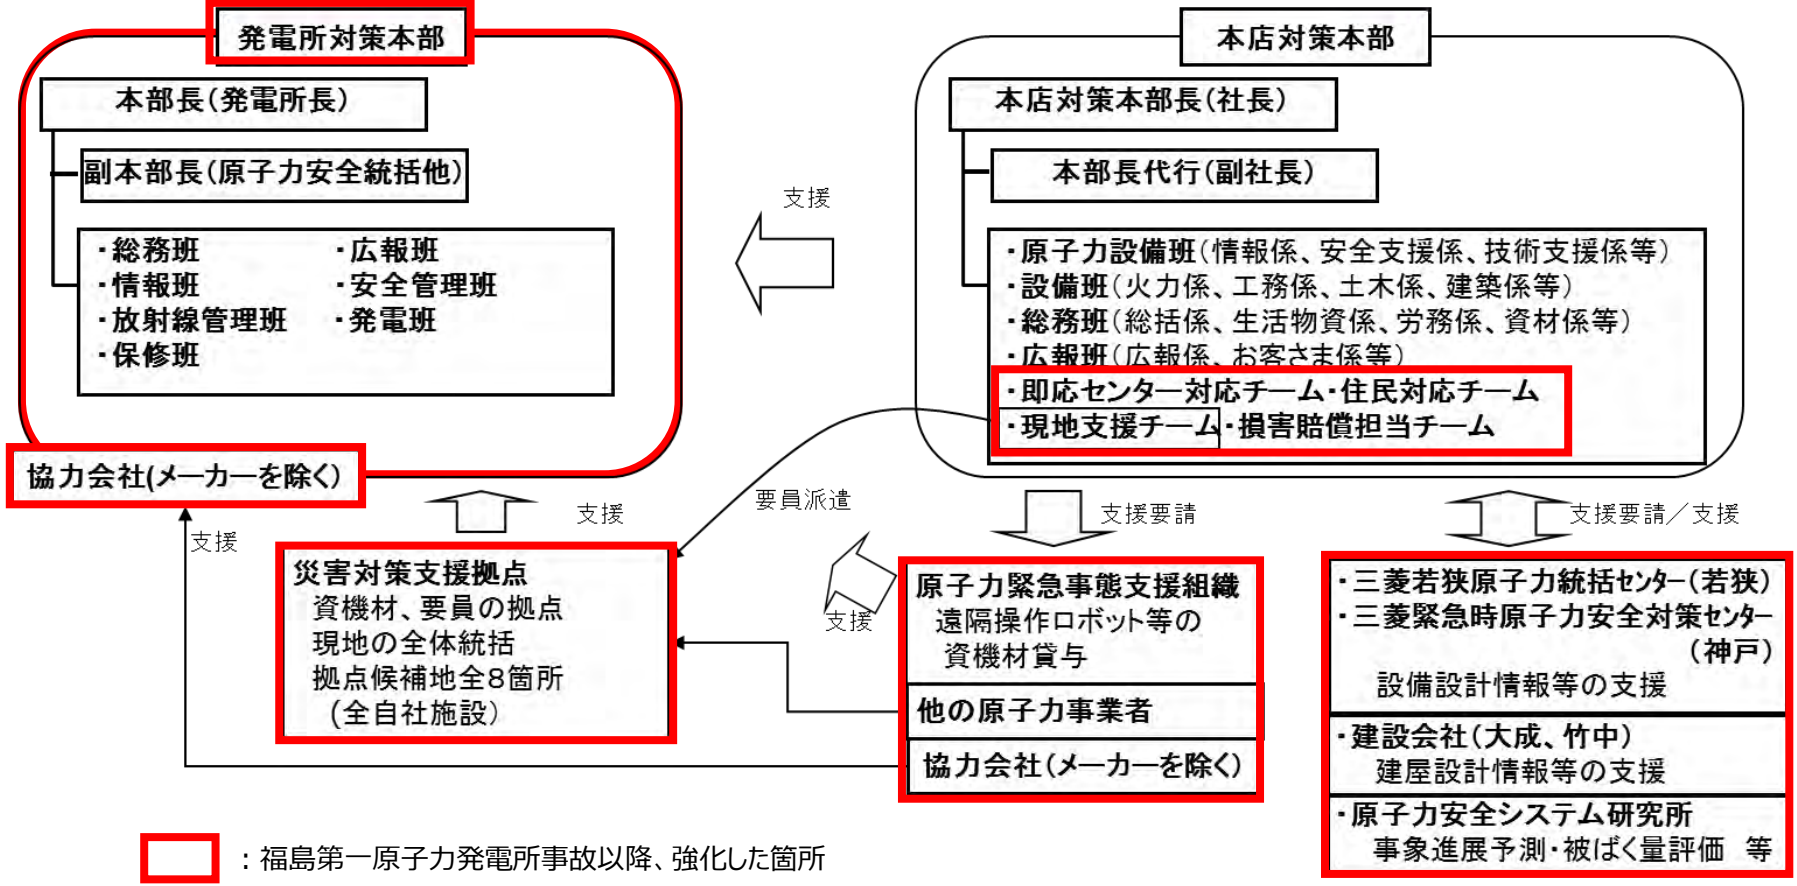 発電所対策本部
本部長(発電所長)
副本部長(原子力安全統括他)
・総務班
・広報班
・情報班
・安全管理班
・放射線管理班
・発電班
・保修班
協力会社(メーカーを除く)
支援
本店対策本部
本店対策本部長(社長)
本部長代行(副社長)
・原子力設備班(情報係、安全支援係、技術支援係等)
・設備班(火力係、工務係、土木係、建築係等)
・総務班(総括係、生活物資係、労務係、資材係等)
・広報班(広報係、お客さま係等)
・即応センター対応チーム・住民対応チーム
・現地支援チーム・損害賠償担当チーム
支援
支援
要員派遣
支援要請
支援要請/支援
災害対策支援拠点
資機材、要員の拠点
現地の全体統括
拠点候補地全8箇所
(全自社施設)
支援
原子力緊急事態支援組織
遠隔操作ロボット等の
資機材貸与
他の原子力事業者
協力会社(メーカーを除く)
・三菱若狭原子力統括センター(若狭)
・三菱緊急時原子力安全対策センター
(神戸)
設備設計情報等の支援
・建設会社(大成、竹中)
建屋設計情報等の支援
・原子力安全システム研究所
事象進展予測・被ばく量評価 等
:福島第一原子力発電所事故以降、強化した箇所